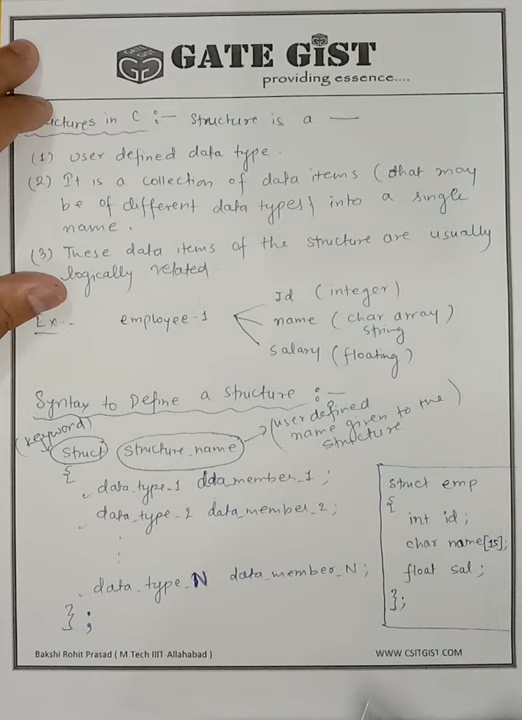 GATE GiST
providing essence....
uctures in C :- Structure is a —
(1) user defined data type.
(2) It is a collection of data items (that may
be of different data types) into a single
name.
(3) These data items of the structure are usually
logically related.
Ex:- employee-1
Id (integer)
name (char array)
string
salary (floating)
Syntax to Define a structure :-
(keyword)
struct structure_name
(user defined
name given to the
structure)
{
data_type_1 data_member_1;
data_type_2 data_member_2;
:
:
data_type_N data_member_N;
};
struct emp
{
int id;
char name[15];
float sal;
};
Bakshi Rohit Prasad ( M.Tech IIIT-Allahabad )
WWW.CSITGIST.COM